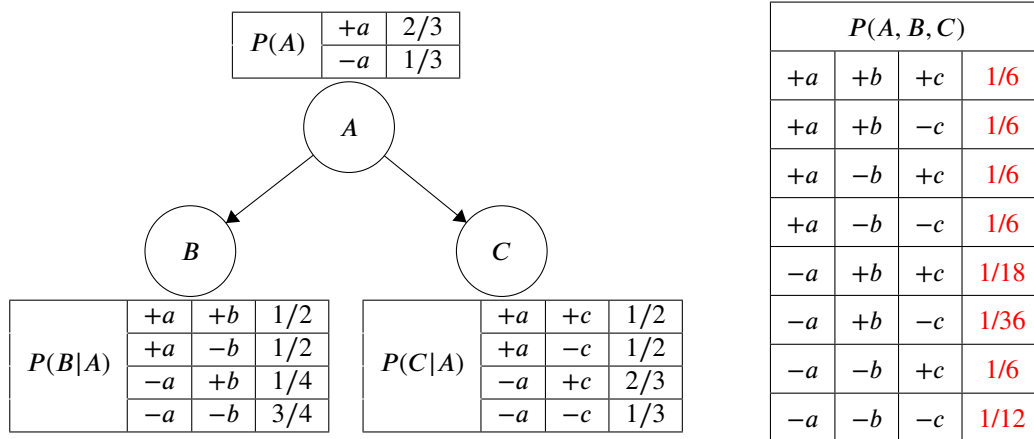 P(A) +a 2/3
−a 1/3
A
B
C
P(B|A) +a +b 1/2
+a −b 1/2
−a +b 1/4
−a −b 3/4
P(C|A) +a +c 1/2
+a −c 1/2
−a +c 2/3
−a −c 1/3
P(A, B, C)
+a +b +c 1/6
+a +b −c 1/6
+a −b +c 1/6
+a −b −c 1/6
−a +b +c 1/18
−a +b −c 1/36
−a −b +c 1/6
−a −b −c 1/12